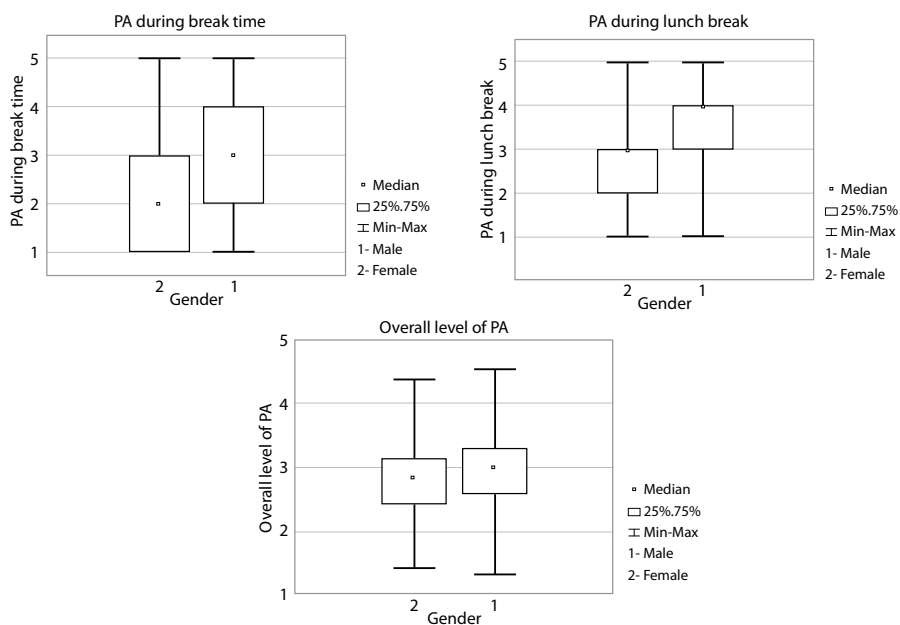 PA during break time
PA during break time
5
4
3
2
1
2 1
Gender
Median
25%.75%
Min-Max
1- Male
2- Female
PA during lunch break
PA during lunch break
5
4
3
2
1
2 1
Gender
Median
25%.75%
Min-Max
1- Male
2- Female
Overall level of PA
Overall level of PA
5
4
3
2
1
2 1
Gender
Median
25%.75%
Min-Max
1- Male
2- Female